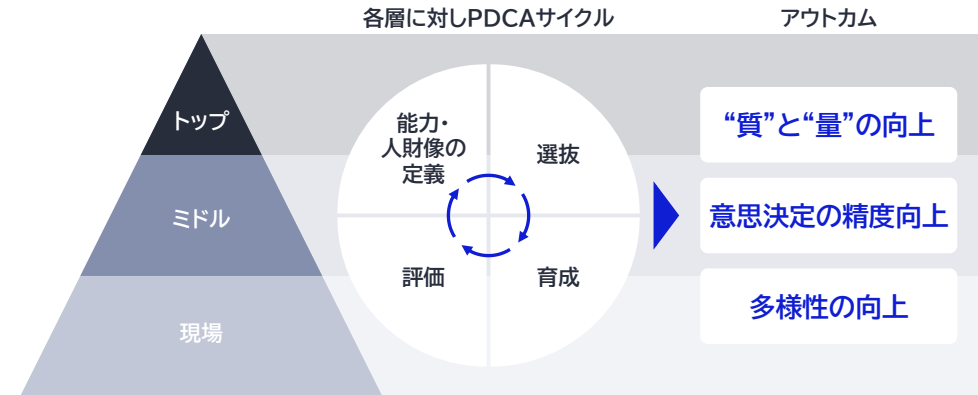 各層に対しPDCAサイクル
アウトカム
トップ
ミドル
現場
能力・
人財像の
定義
選抜
評価
育成
“質”と“量”の向上
意思決定の精度向上
多様性の向上